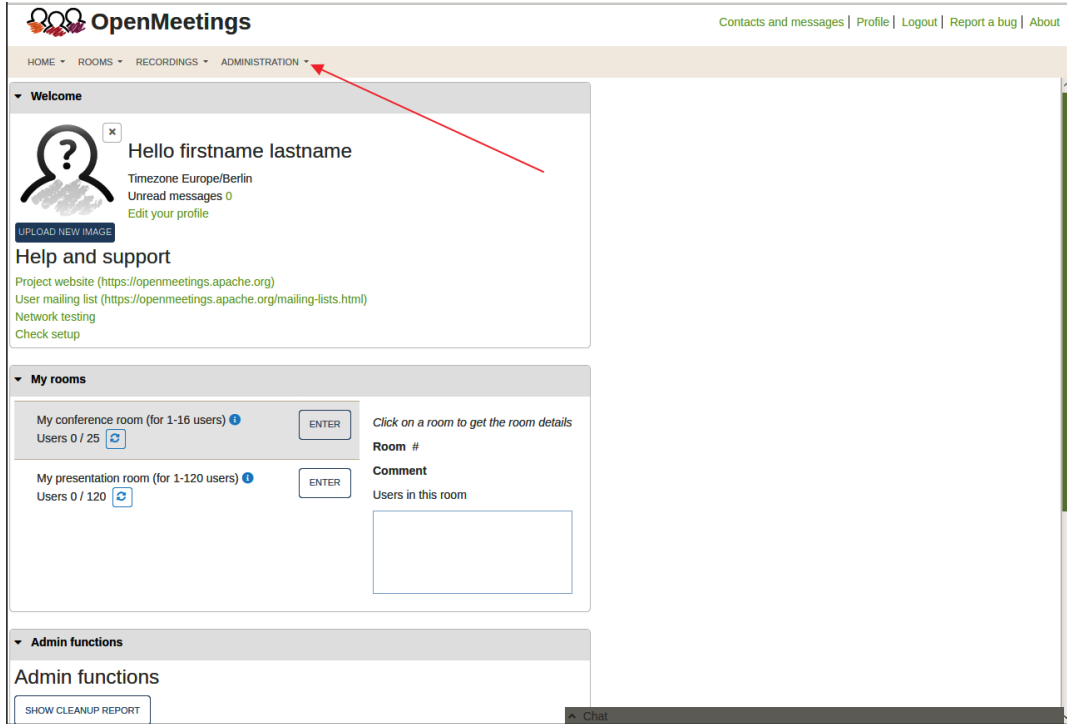 OpenMeetings
Contacts and messages | Profile | Logout | Report a bug | About
HOME ROOMS RECORDINGS ADMINISTRATION
Welcome
Hello firstname lastname
Timezone Europe/Berlin
Unread messages 0
Edit your profile
UPLOAD NEW IMAGE
Help and support
Project website (https://openmeetings.apache.org)
User mailing list (https://openmeetings.apache.org/mailing-lists.html)
Network testing
Check setup
My rooms
My conference room (for 1-16 users)
Users 0 / 25
ENTER
My presentation room (for 1-120 users)
Users 0 / 120
ENTER
Click on a room to get the room details
Room #
Comment
Users in this room
Admin functions
Admin functions
SHOW CLEANUP REPORT
Chat